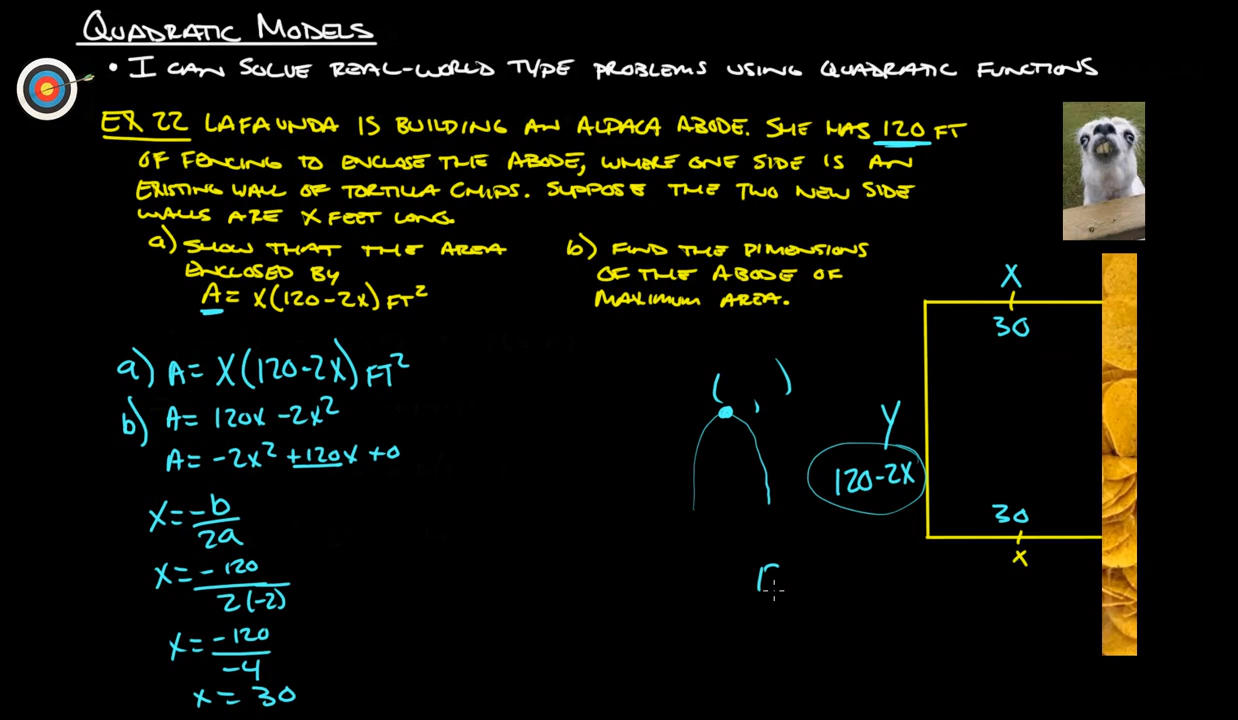 QUADRATIC MODELS
• I CAN SOLVE REAL-WORLD TYPE PROBLEMS USING QUADRATIC FUNCTIONS
EX 22 LAFAUNDA IS BUILDING AN ALPACA ABODE. SHE HAS 120 FT
OF FENCING TO ENCLOSE THE ABODE, WHERE ONE SIDE IS AN
EXISTING WALL OF TORTILLA CHIPS. SUPPOSE THE TWO NEW SIDE
WALLS ARE X FEET LONG.
a) SHOW THAT THE AREA
ENCLOSED BY
A = X(120-2X) FT²
b) FIND THE DIMENSIONS
OF THE ABODE OF
MAXIMUM AREA.
a) A = X(120-2X) FT²
b) A = 120X - 2X²
A = -2X² + 120X + 0
X = -b/2a
X = -120/2(-2)
X = -120/-4
X = 30
( , )
X
30
Y
120-2X
30
X